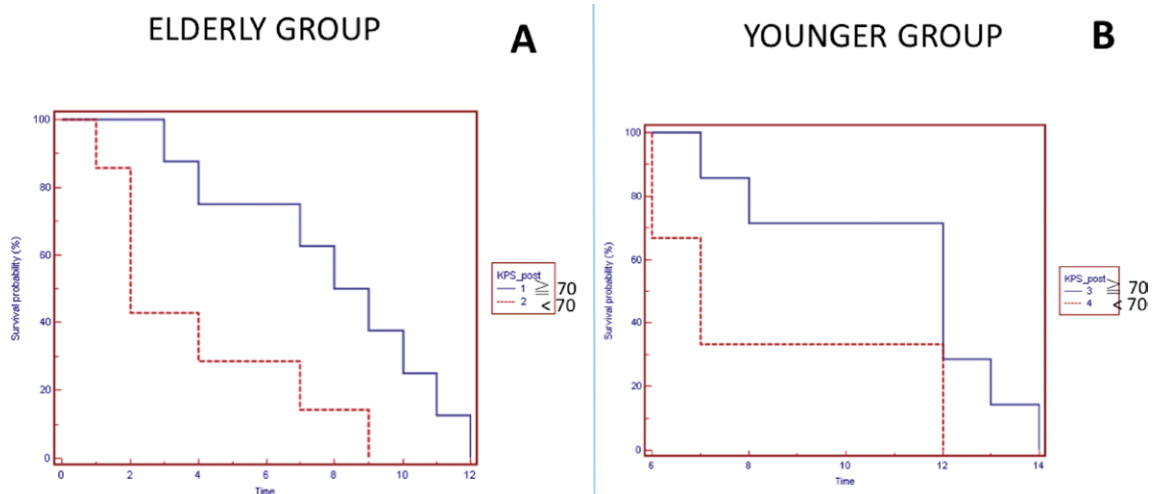 ELDERLY GROUP
A
100
80
60
40
20
0
Survival probability (%)
0 2 4 6 8 10 12
Time
KPS_post
1 ≧ 70
2 < 70
YOUNGER GROUP
B
100
80
60
40
20
0
Survival probability (%)
6 8 10 12 14
Time
KPS_post
3 ≧ 70
4 < 70